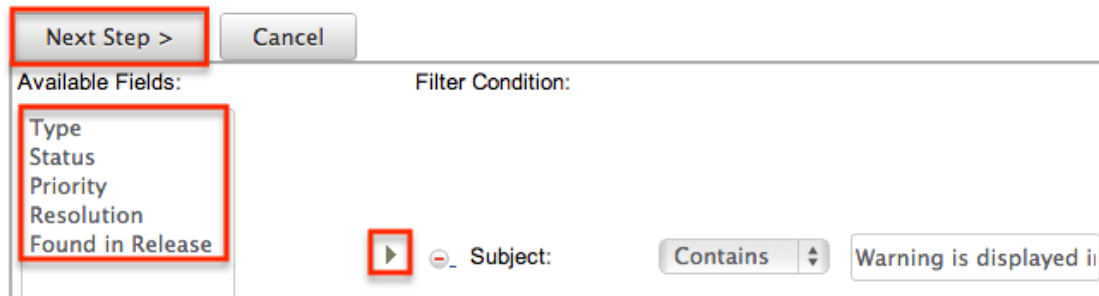 Next Step > Cancel
Available Fields: Filter Condition:
Type
Status
Priority
Resolution
Found in Release
Subject: Contains Warning is displayed